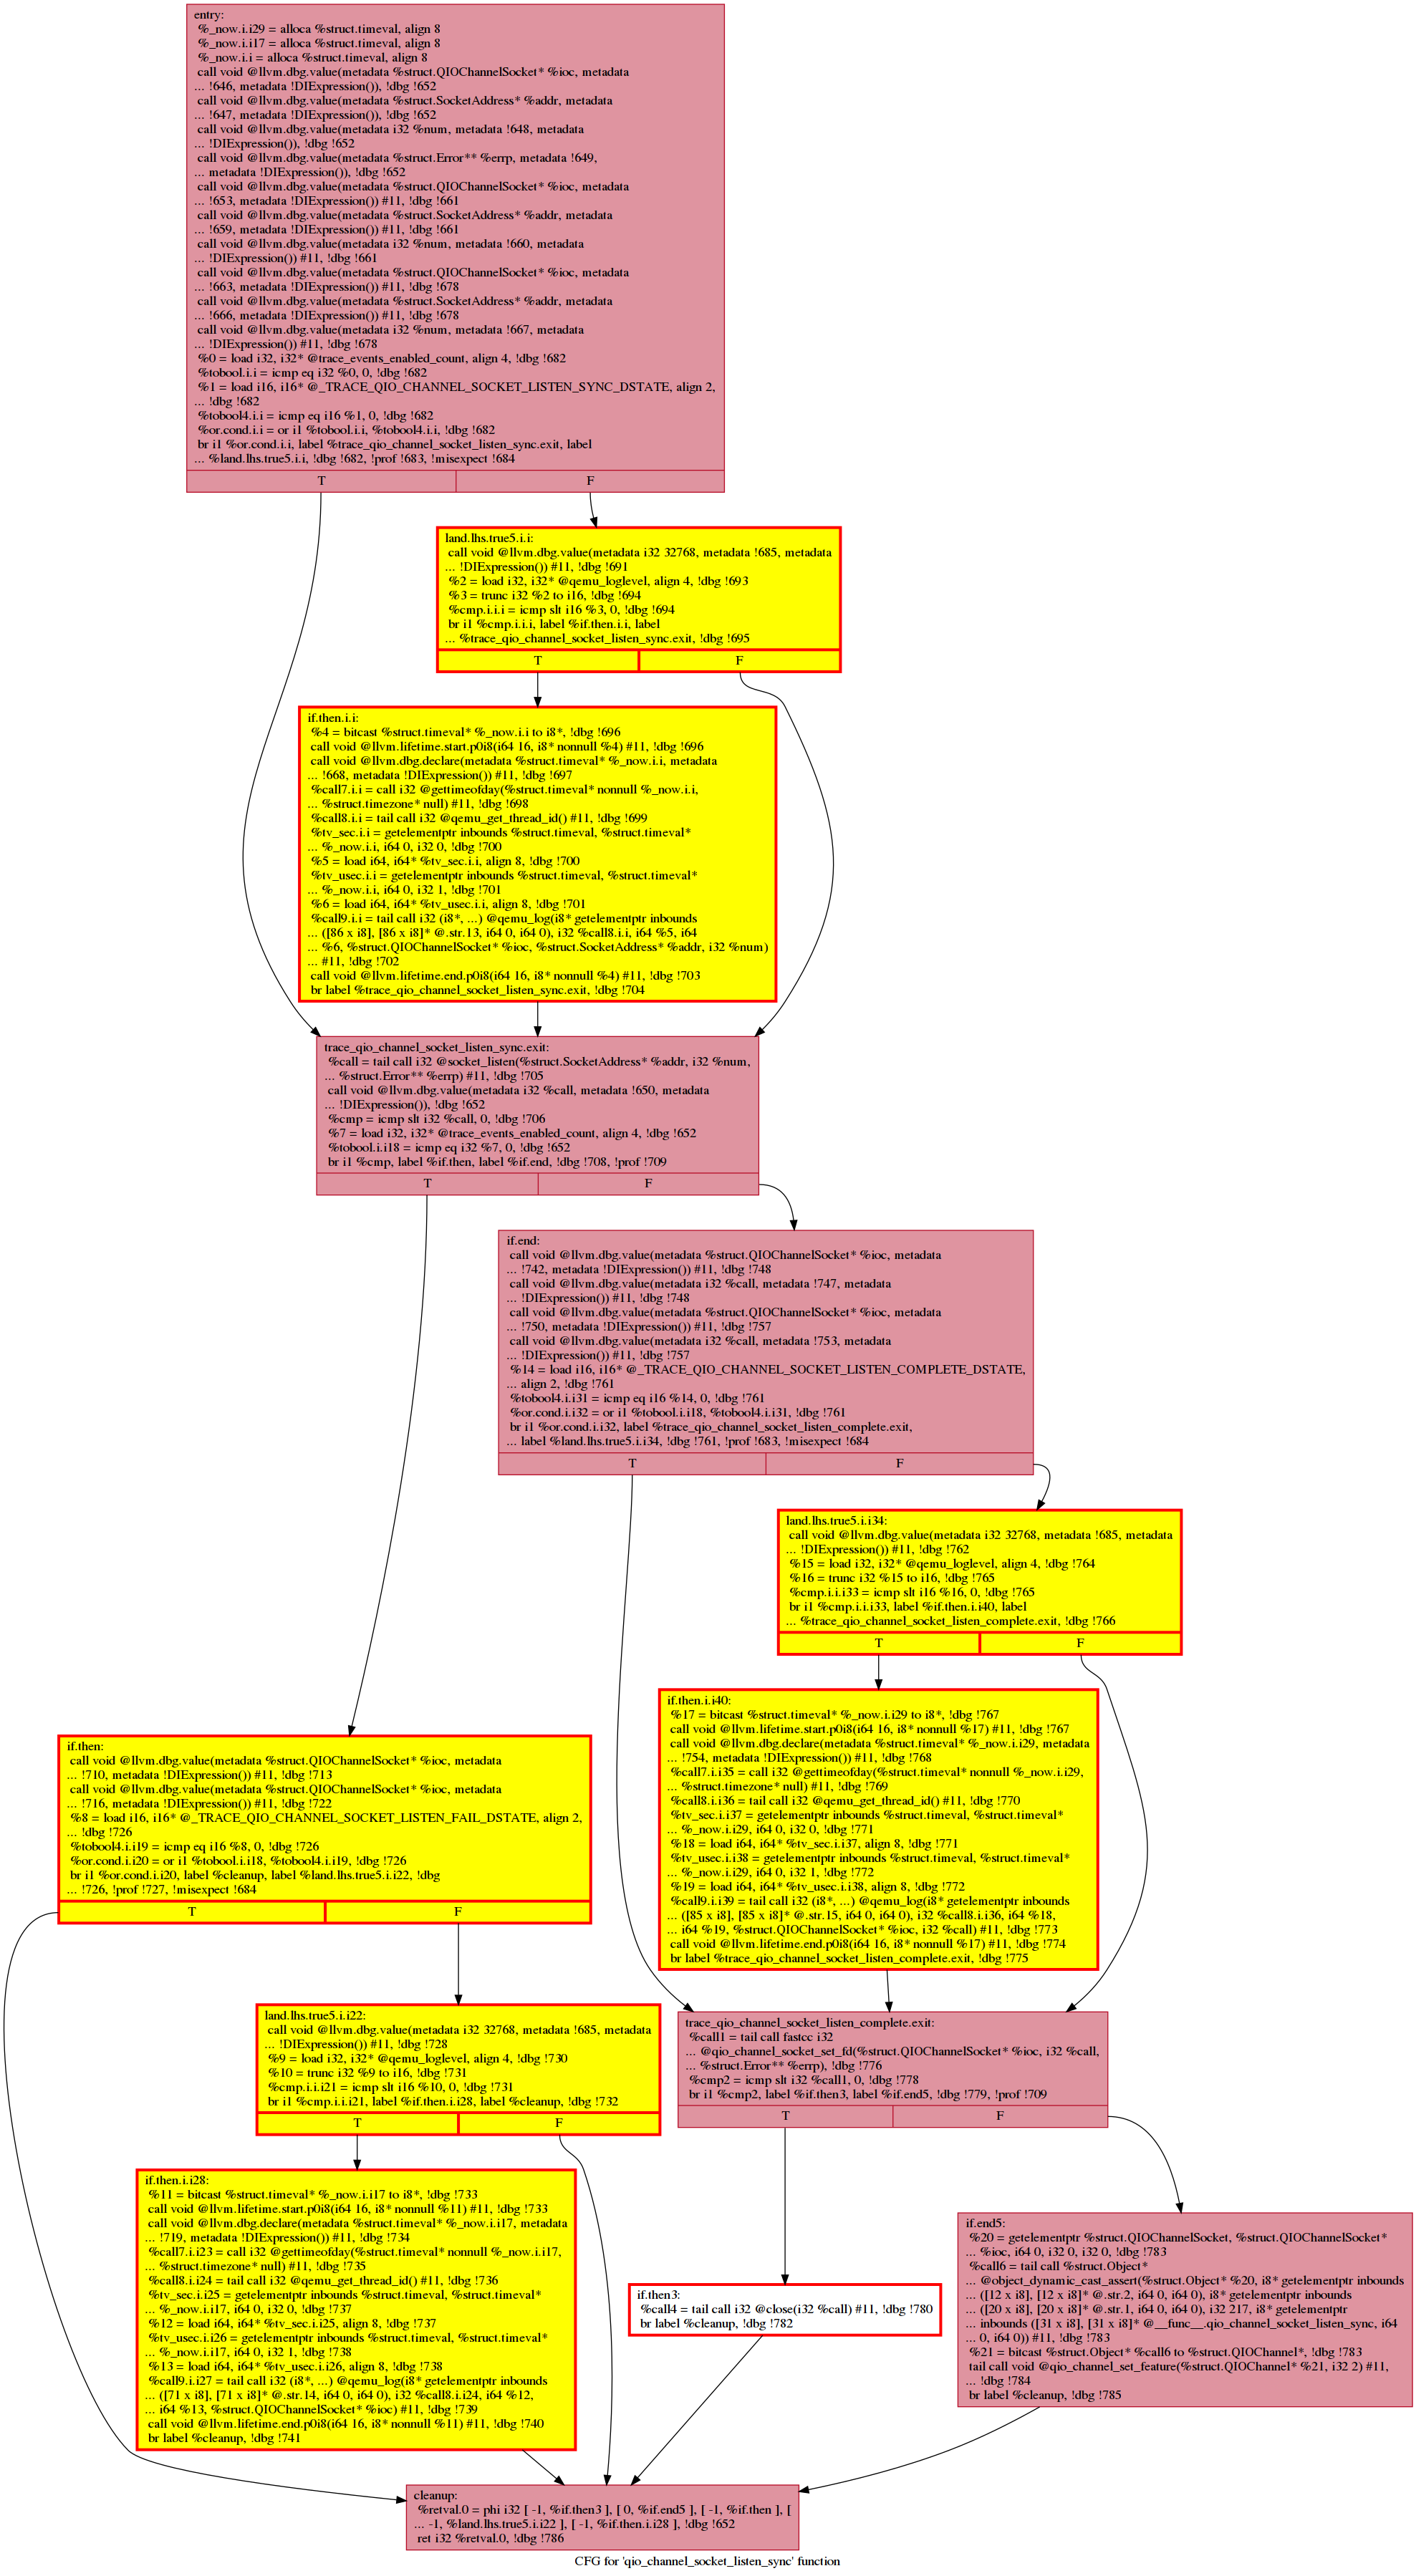 entry:
%_now.i.i29 = alloca %struct.timeval, align 8
%_now.i.i17 = alloca %struct.timeval, align 8
%_now.i.i = alloca %struct.timeval, align 8
call void @llvm.dbg.value(metadata %struct.QIOChannelSocket* %ioc, metadata
... !646, metadata !DIExpression()), !dbg !652
call void @llvm.dbg.value(metadata %struct.SocketAddress* %addr, metadata
... !647, metadata !DIExpression()), !dbg !652
call void @llvm.dbg.value(metadata i32 %num, metadata !648, metadata
... !DIExpression()), !dbg !652
call void @llvm.dbg.value(metadata %struct.Error** %errp, metadata !649,
... metadata !DIExpression()), !dbg !652
call void @llvm.dbg.value(metadata %struct.QIOChannelSocket* %ioc, metadata
... !653, metadata !DIExpression()) #11, !dbg !661
call void @llvm.dbg.value(metadata %struct.SocketAddress* %addr, metadata
... !659, metadata !DIExpression()) #11, !dbg !661
call void @llvm.dbg.value(metadata i32 %num, metadata !660, metadata
... !DIExpression()) #11, !dbg !661
call void @llvm.dbg.value(metadata %struct.QIOChannelSocket* %ioc, metadata
... !663, metadata !DIExpression()) #11, !dbg !678
call void @llvm.dbg.value(metadata %struct.SocketAddress* %addr, metadata
... !666, metadata !DIExpression()) #11, !dbg !678
call void @llvm.dbg.value(metadata i32 %num, metadata !667, metadata
... !DIExpression()) #11, !dbg !678
%0 = load i32, i32* @trace_events_enabled_count, align 4, !dbg !682
%tobool.i.i = icmp eq i32 %0, 0, !dbg !682
%1 = load i16, i16* @_TRACE_QIO_CHANNEL_SOCKET_LISTEN_SYNC_DSTATE, align 2,
... !dbg !682
%tobool4.i.i = icmp eq i16 %1, 0, !dbg !682
%or.cond.i.i = or i1 %tobool.i.i, %tobool4.i.i, !dbg !682
br i1 %or.cond.i.i, label %trace_qio_channel_socket_listen_sync.exit, label
... %land.lhs.true5.i.i, !dbg !682, !prof !683, !misexpect !684
T F
land.lhs.true5.i.i:
call void @llvm.dbg.value(metadata i32 32768, metadata !685, metadata
... !DIExpression()) #11, !dbg !691
%2 = load i32, i32* @qemu_loglevel, align 4, !dbg !693
%3 = trunc i32 %2 to i16, !dbg !694
%cmp.i.i.i = icmp slt i16 %3, 0, !dbg !694
br i1 %cmp.i.i.i, label %if.then.i.i, label
... %trace_qio_channel_socket_listen_sync.exit, !dbg !695
T F
if.then.i.i:
%4 = bitcast %struct.timeval* %_now.i.i to i8*, !dbg !696
call void @llvm.lifetime.start.p0i8(i64 16, i8* nonnull %4) #11, !dbg !696
call void @llvm.dbg.declare(metadata %struct.timeval* %_now.i.i, metadata
... !668, metadata !DIExpression()) #11, !dbg !697
%call7.i.i = call i32 @gettimeofday(%struct.timeval* nonnull %_now.i.i,
... %struct.timezone* null) #11, !dbg !698
%call8.i.i = tail call i32 @qemu_get_thread_id() #11, !dbg !699
%tv_sec.i.i = getelementptr inbounds %struct.timeval, %struct.timeval*
... %_now.i.i, i64 0, i32 0, !dbg !700
%5 = load i64, i64* %tv_sec.i.i, align 8, !dbg !700
%tv_usec.i.i = getelementptr inbounds %struct.timeval, %struct.timeval*
... %_now.i.i, i64 0, i32 1, !dbg !701
%6 = load i64, i64* %tv_usec.i.i, align 8, !dbg !701
%call9.i.i = tail call i32 (i8*, ...) @qemu_log(i8* getelementptr inbounds
... ([86 x i8], [86 x i8]* @.str.13, i64 0, i64 0), i32 %call8.i.i, i64 %5, i64
... %6, %struct.QIOChannelSocket* %ioc, %struct.SocketAddress* %addr, i32 %num)
... #11, !dbg !702
call void @llvm.lifetime.end.p0i8(i64 16, i8* nonnull %4) #11, !dbg !703
br label %trace_qio_channel_socket_listen_sync.exit, !dbg !704
trace_qio_channel_socket_listen_sync.exit:
%call = tail call i32 @socket_listen(%struct.SocketAddress* %addr, i32 %num,
... %struct.Error** %errp) #11, !dbg !705
call void @llvm.dbg.value(metadata i32 %call, metadata !650, metadata
... !DIExpression()), !dbg !652
%cmp = icmp slt i32 %call, 0, !dbg !706
%7 = load i32, i32* @trace_events_enabled_count, align 4, !dbg !652
%tobool.i.i18 = icmp eq i32 %7, 0, !dbg !652
br i1 %cmp, label %if.then, label %if.end, !dbg !708, !prof !709
T F
if.end:
call void @llvm.dbg.value(metadata %struct.QIOChannelSocket* %ioc, metadata
... !742, metadata !DIExpression()) #11, !dbg !748
call void @llvm.dbg.value(metadata i32 %call, metadata !747, metadata
... !DIExpression()) #11, !dbg !748
call void @llvm.dbg.value(metadata %struct.QIOChannelSocket* %ioc, metadata
... !750, metadata !DIExpression()) #11, !dbg !757
call void @llvm.dbg.value(metadata i32 %call, metadata !753, metadata
... !DIExpression()) #11, !dbg !757
%14 = load i16, i16* @_TRACE_QIO_CHANNEL_SOCKET_LISTEN_COMPLETE_DSTATE,
... align 2, !dbg !761
%tobool4.i.i31 = icmp eq i16 %14, 0, !dbg !761
%or.cond.i.i32 = or i1 %tobool.i.i18, %tobool4.i.i31, !dbg !761
br i1 %or.cond.i.i32, label %trace_qio_channel_socket_listen_complete.exit,
... label %land.lhs.true5.i.i34, !dbg !761, !prof !683, !misexpect !684
T F
land.lhs.true5.i.i34:
call void @llvm.dbg.value(metadata i32 32768, metadata !685, metadata
... !DIExpression()) #11, !dbg !762
%15 = load i32, i32* @qemu_loglevel, align 4, !dbg !764
%16 = trunc i32 %15 to i16, !dbg !765
%cmp.i.i.i33 = icmp slt i16 %16, 0, !dbg !765
br i1 %cmp.i.i.i33, label %if.then.i.i40, label
... %trace_qio_channel_socket_listen_complete.exit, !dbg !766
T F
if.then.i.i40:
%17 = bitcast %struct.timeval* %_now.i.i29 to i8*, !dbg !767
call void @llvm.lifetime.start.p0i8(i64 16, i8* nonnull %17) #11, !dbg !767
call void @llvm.dbg.declare(metadata %struct.timeval* %_now.i.i29, metadata
... !754, metadata !DIExpression()) #11, !dbg !768
%call7.i.i35 = call i32 @gettimeofday(%struct.timeval* nonnull %_now.i.i29,
... %struct.timezone* null) #11, !dbg !769
%call8.i.i36 = tail call i32 @qemu_get_thread_id() #11, !dbg !770
%tv_sec.i.i37 = getelementptr inbounds %struct.timeval, %struct.timeval*
... %_now.i.i29, i64 0, i32 0, !dbg !771
%18 = load i64, i64* %tv_sec.i.i37, align 8, !dbg !771
%tv_usec.i.i38 = getelementptr inbounds %struct.timeval, %struct.timeval*
... %_now.i.i29, i64 0, i32 1, !dbg !772
%19 = load i64, i64* %tv_usec.i.i38, align 8, !dbg !772
%call9.i.i39 = tail call i32 (i8*, ...) @qemu_log(i8* getelementptr inbounds
... ([85 x i8], [85 x i8]* @.str.15, i64 0, i64 0), i32 %call8.i.i36, i64 %18,
... i64 %19, %struct.QIOChannelSocket* %ioc, i32 %call) #11, !dbg !773
call void @llvm.lifetime.end.p0i8(i64 16, i8* nonnull %17) #11, !dbg !774
br label %trace_qio_channel_socket_listen_complete.exit, !dbg !775
if.then:
call void @llvm.dbg.value(metadata %struct.QIOChannelSocket* %ioc, metadata
... !710, metadata !DIExpression()) #11, !dbg !713
call void @llvm.dbg.value(metadata %struct.QIOChannelSocket* %ioc, metadata
... !716, metadata !DIExpression()) #11, !dbg !722
%8 = load i16, i16* @_TRACE_QIO_CHANNEL_SOCKET_LISTEN_FAIL_DSTATE, align 2,
... !dbg !726
%tobool4.i.i19 = icmp eq i16 %8, 0, !dbg !726
%or.cond.i.i20 = or i1 %tobool.i.i18, %tobool4.i.i19, !dbg !726
br i1 %or.cond.i.i20, label %cleanup, label %land.lhs.true5.i.i22, !dbg
... !726, !prof !727, !misexpect !684
T F
land.lhs.true5.i.i22:
call void @llvm.dbg.value(metadata i32 32768, metadata !685, metadata
... !DIExpression()) #11, !dbg !728
%9 = load i32, i32* @qemu_loglevel, align 4, !dbg !730
%10 = trunc i32 %9 to i16, !dbg !731
%cmp.i.i.i21 = icmp slt i16 %10, 0, !dbg !731
br i1 %cmp.i.i.i21, label %if.then.i.i28, label %cleanup, !dbg !732
T F
trace_qio_channel_socket_listen_complete.exit:
%call1 = tail call fastcc i32
... @qio_channel_socket_set_fd(%struct.QIOChannelSocket* %ioc, i32 %call,
... %struct.Error** %errp), !dbg !776
%cmp2 = icmp slt i32 %call1, 0, !dbg !778
br i1 %cmp2, label %if.then3, label %if.end5, !dbg !779, !prof !709
T F
if.then.i.i28:
%11 = bitcast %struct.timeval* %_now.i.i17 to i8*, !dbg !733
call void @llvm.lifetime.start.p0i8(i64 16, i8* nonnull %11) #11, !dbg !733
call void @llvm.dbg.declare(metadata %struct.timeval* %_now.i.i17, metadata
... !719, metadata !DIExpression()) #11, !dbg !734
%call7.i.i23 = call i32 @gettimeofday(%struct.timeval* nonnull %_now.i.i17,
... %struct.timezone* null) #11, !dbg !735
%call8.i.i24 = tail call i32 @qemu_get_thread_id() #11, !dbg !736
%tv_sec.i.i25 = getelementptr inbounds %struct.timeval, %struct.timeval*
... %_now.i.i17, i64 0, i32 0, !dbg !737
%12 = load i64, i64* %tv_sec.i.i25, align 8, !dbg !737
%tv_usec.i.i26 = getelementptr inbounds %struct.timeval, %struct.timeval*
... %_now.i.i17, i64 0, i32 1, !dbg !738
%13 = load i64, i64* %tv_usec.i.i26, align 8, !dbg !738
%call9.i.i27 = tail call i32 (i8*, ...) @qemu_log(i8* getelementptr inbounds
... ([71 x i8], [71 x i8]* @.str.14, i64 0, i64 0), i32 %call8.i.i24, i64 %12,
... i64 %13, %struct.QIOChannelSocket* %ioc) #11, !dbg !739
call void @llvm.lifetime.end.p0i8(i64 16, i8* nonnull %11) #11, !dbg !740
br label %cleanup, !dbg !741
if.then3:
%call4 = tail call i32 @close(i32 %call) #11, !dbg !780
br label %cleanup, !dbg !782
if.end5:
%20 = getelementptr %struct.QIOChannelSocket, %struct.QIOChannelSocket*
... %ioc, i64 0, i32 0, i32 0, !dbg !783
%call6 = tail call %struct.Object*
... @object_dynamic_cast_assert(%struct.Object* %20, i8* getelementptr inbounds
... ([12 x i8], [12 x i8]* @.str.2, i64 0, i64 0), i8* getelementptr inbounds
... ([20 x i8], [20 x i8]* @.str.1, i64 0, i64 0), i32 217, i8* getelementptr
... inbounds ([31 x i8], [31 x i8]* @__func__.qio_channel_socket_listen_sync, i64
... 0, i64 0)) #11, !dbg !783
%21 = bitcast %struct.Object* %call6 to %struct.QIOChannel*, !dbg !783
tail call void @qio_channel_set_feature(%struct.QIOChannel* %21, i32 2) #11,
... !dbg !784
br label %cleanup, !dbg !785
cleanup:
%retval.0 = phi i32 [ -1, %if.then3 ], [ 0, %if.end5 ], [ -1, %if.then ], [
... -1, %land.lhs.true5.i.i22 ], [ -1, %if.then.i.i28 ], !dbg !652
ret i32 %retval.0, !dbg !786
CFG for 'qio_channel_socket_listen_sync' function